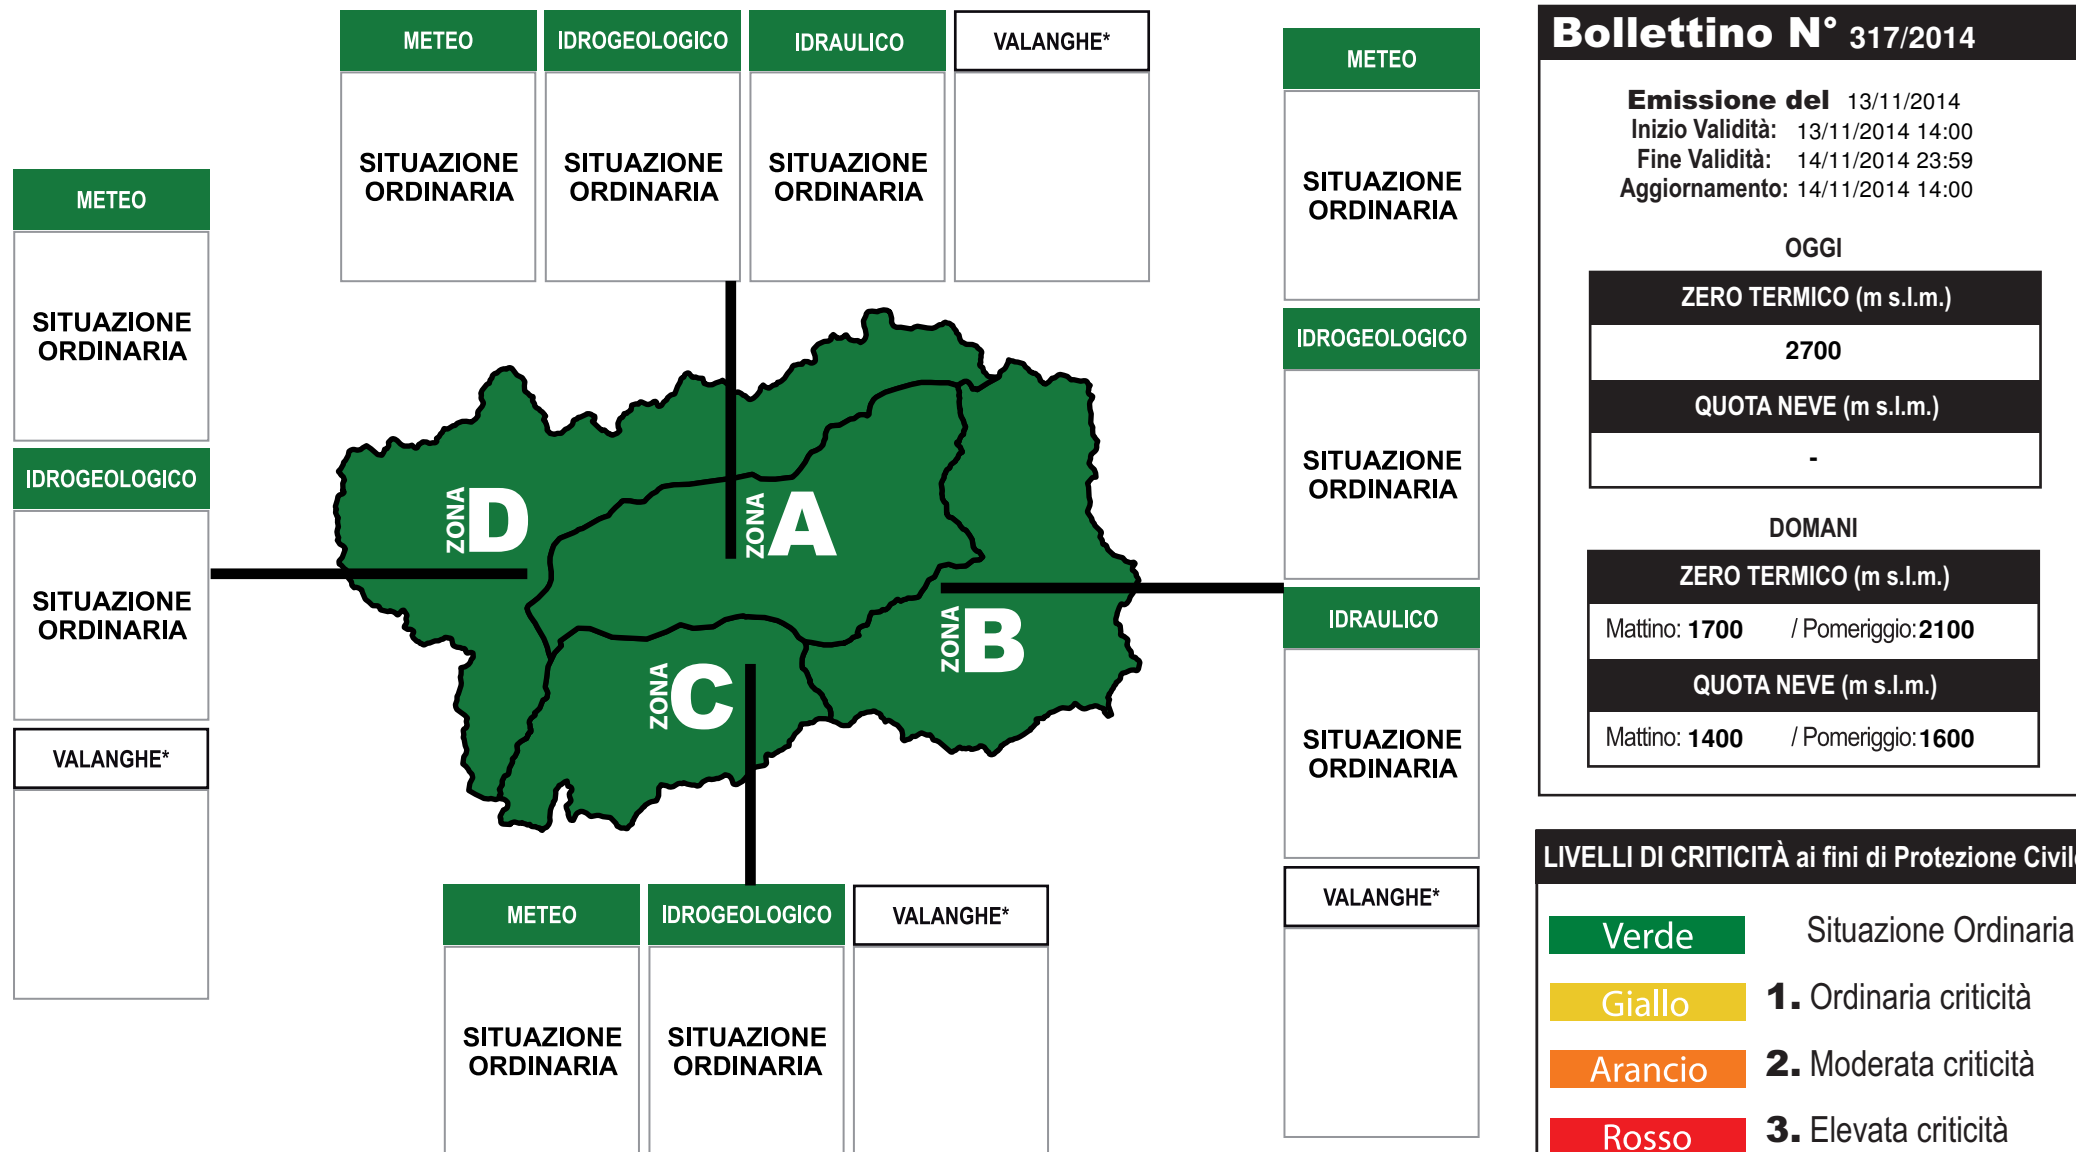 METEO
IDROGEOLOGICO
IDRAULICO
VALANGHE*
SITUAZIONE
ORDINARIA
SITUAZIONE
ORDINARIA
SITUAZIONE
ORDINARIA
METEO
SITUAZIONE
ORDINARIA
IDROGEOLOGICO
SITUAZIONE
ORDINARIA
VALANGHE*
ZONA D
ZONA A
ZONA B
ZONA C
METEO
SITUAZIONE
ORDINARIA
IDROGEOLOGICO
SITUAZIONE
ORDINARIA
IDRAULICO
SITUAZIONE
ORDINARIA
VALANGHE*
METEO
IDROGEOLOGICO
VALANGHE*
SITUAZIONE
ORDINARIA
SITUAZIONE
ORDINARIA
Bollettino N° 317/2014
Emissione del 13/11/2014
Inizio Validità: 13/11/2014 14:00
Fine Validità: 14/11/2014 23:59
Aggiornamento: 14/11/2014 14:00
OGGI
ZERO TERMICO (m s.l.m.)
2700
QUOTA NEVE (m s.l.m.)
-
DOMANI
ZERO TERMICO (m s.l.m.)
Mattino: 1700 / Pomeriggio: 2100
QUOTA NEVE (m s.l.m.)
Mattino: 1400 / Pomeriggio: 1600
LIVELLI DI CRITICITÀ ai fini di Protezione Civile
Verde Situazione Ordinaria
Giallo 1. Ordinaria criticità
Arancio 2. Moderata criticità
Rosso 3. Elevata criticità